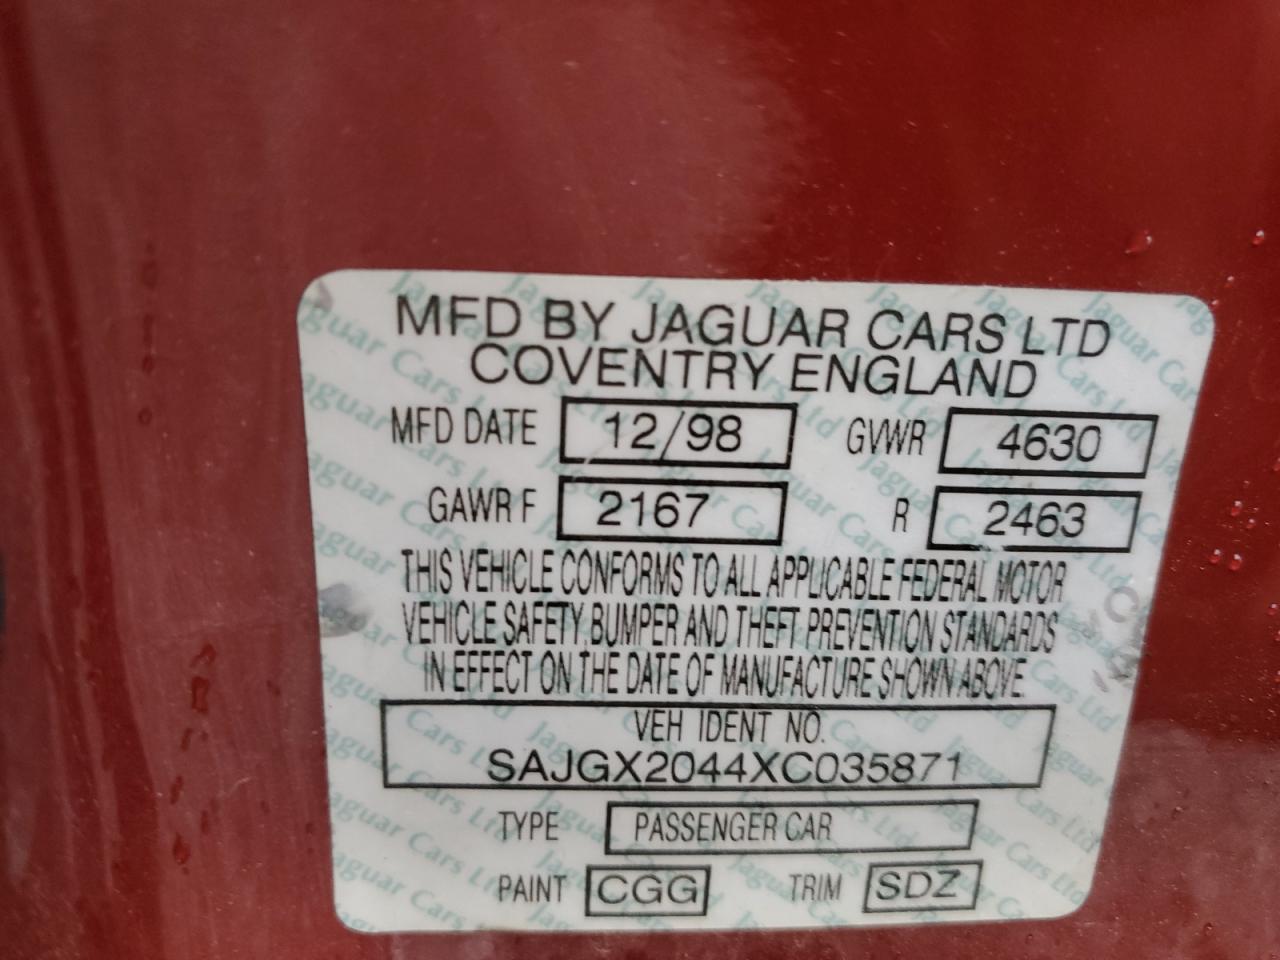 MFD BY JAGUAR CARS LTD
COVENTRY ENGLAND
MFD DATE 12/98 GVWR 4630
GAWR F 2167 R 2463
THIS VEHICLE CONFORMS TO ALL APPLICABLE FEDERAL MOTOR
VEHICLE SAFETY, BUMPER AND THEFT PREVENTION STANDARDS
IN EFFECT ON THE DATE OF MANUFACTURE SHOWN ABOVE
VEH IDENT NO.
SAJGX2044XC035871
TYPE PASSENGER CAR
PAINT CGG TRIM SDZ